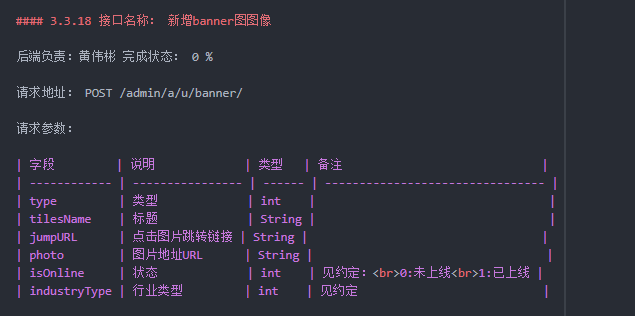 #### 3.3.18 接口名称： 新增banner图图像
后端负责：黄伟彬 完成状态： 0 %
请求地址： POST /admin/a/u/banner/
请求参数：
| 字段 | 说明 | 类型 | 备注 |
| ------------ | ---------------- | ------ | -------------------------------- |
| type | 类型 | int | |
| tilesName | 标题 | String | |
| jumpURL | 点击图片跳转链接 | String | |
| photo | 图片地址URL | String | |
| isOnline | 状态 | int | 见约定：<br>0:未上线<br>1:已上线 |
| industryType | 行业类型 | int | 见约定 |